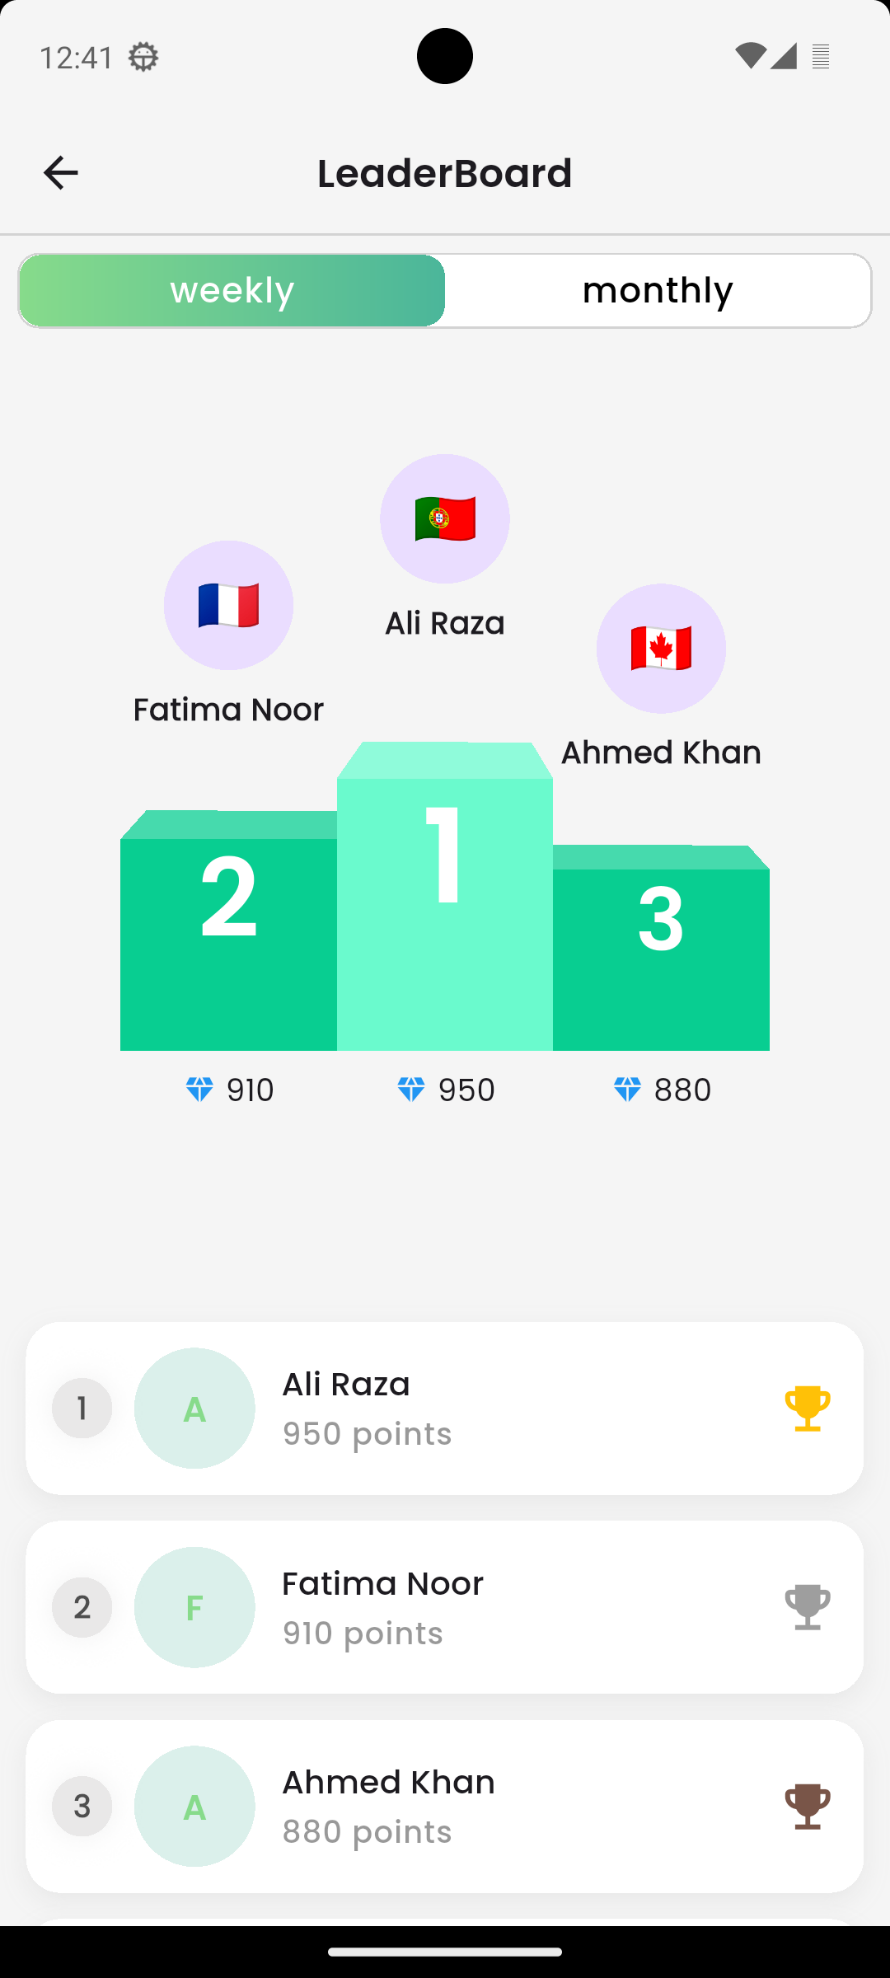 12:41
LeaderBoard
weekly monthly
Ali Raza
Fatima Noor
Ahmed Khan
1
2
3
910 950 880
1 A Ali Raza
950 points
2 F Fatima Noor
910 points
3 A Ahmed Khan
880 points